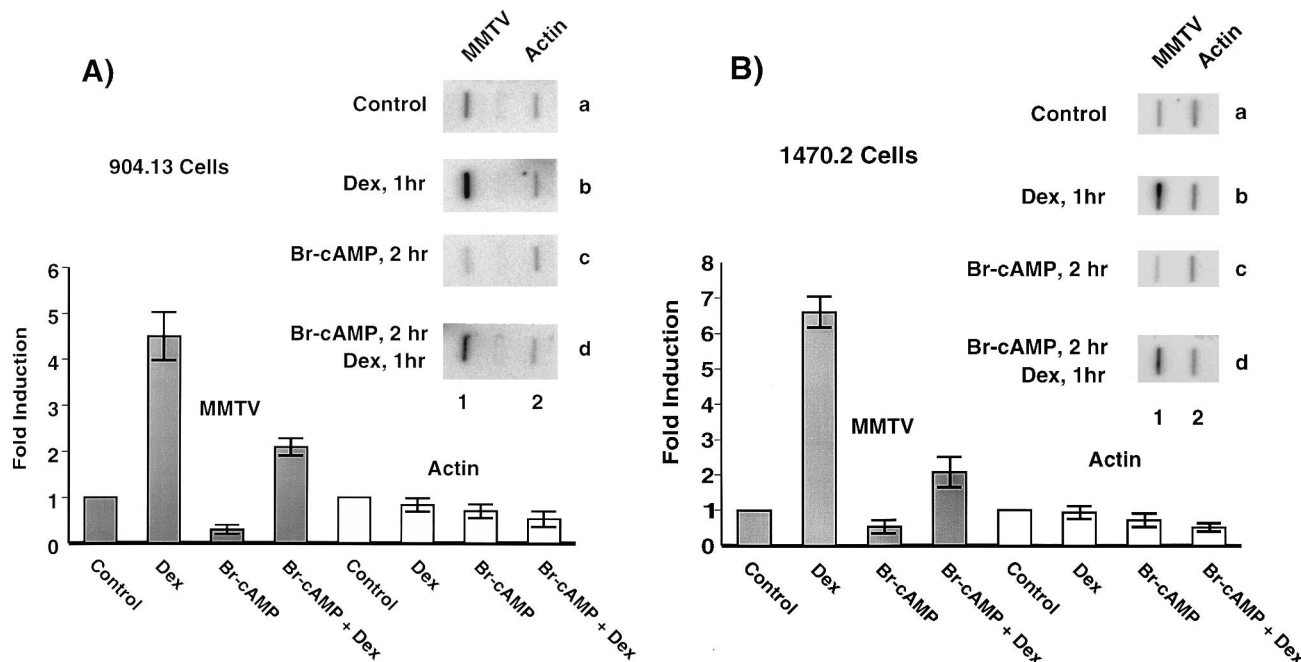 A)
MMTV
Actin
904.13 Cells
Control
a
Dex, 1hr
b
Br-cAMP, 2 hr
c
Br-cAMP, 2 hr
Dex, 1hr
d
1
2
Fold Induction
6
5
4
3
2
1
0
MMTV
Actin
Control
Dex
Br-cAMP
Br-cAMP + Dex
Control
Dex
Br-cAMP
Br-cAMP + Dex
B)
MMTV
Actin
1470.2 Cells
Control
a
Dex, 1hr
b
Br-cAMP, 2 hr
c
Br-cAMP, 2 hr
Dex, 1hr
d
1
2
Fold Induction
8
7
6
5
4
3
2
1
0
MMTV
Actin
Control
Dex
Br-cAMP
Br-cAMP + Dex
Control
Dex
Br-cAMP
Br-cAMP + Dex